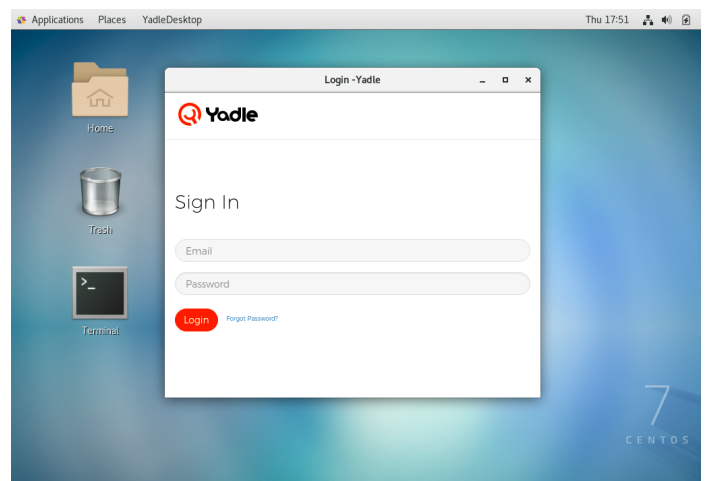 Applications Places YadleDesktop Thu 17:51
Home
Trash
>_
Terminal
Login -Yadle
Yadle
Sign In
Email
Password
Login Forgot Password?
7
CENTOS